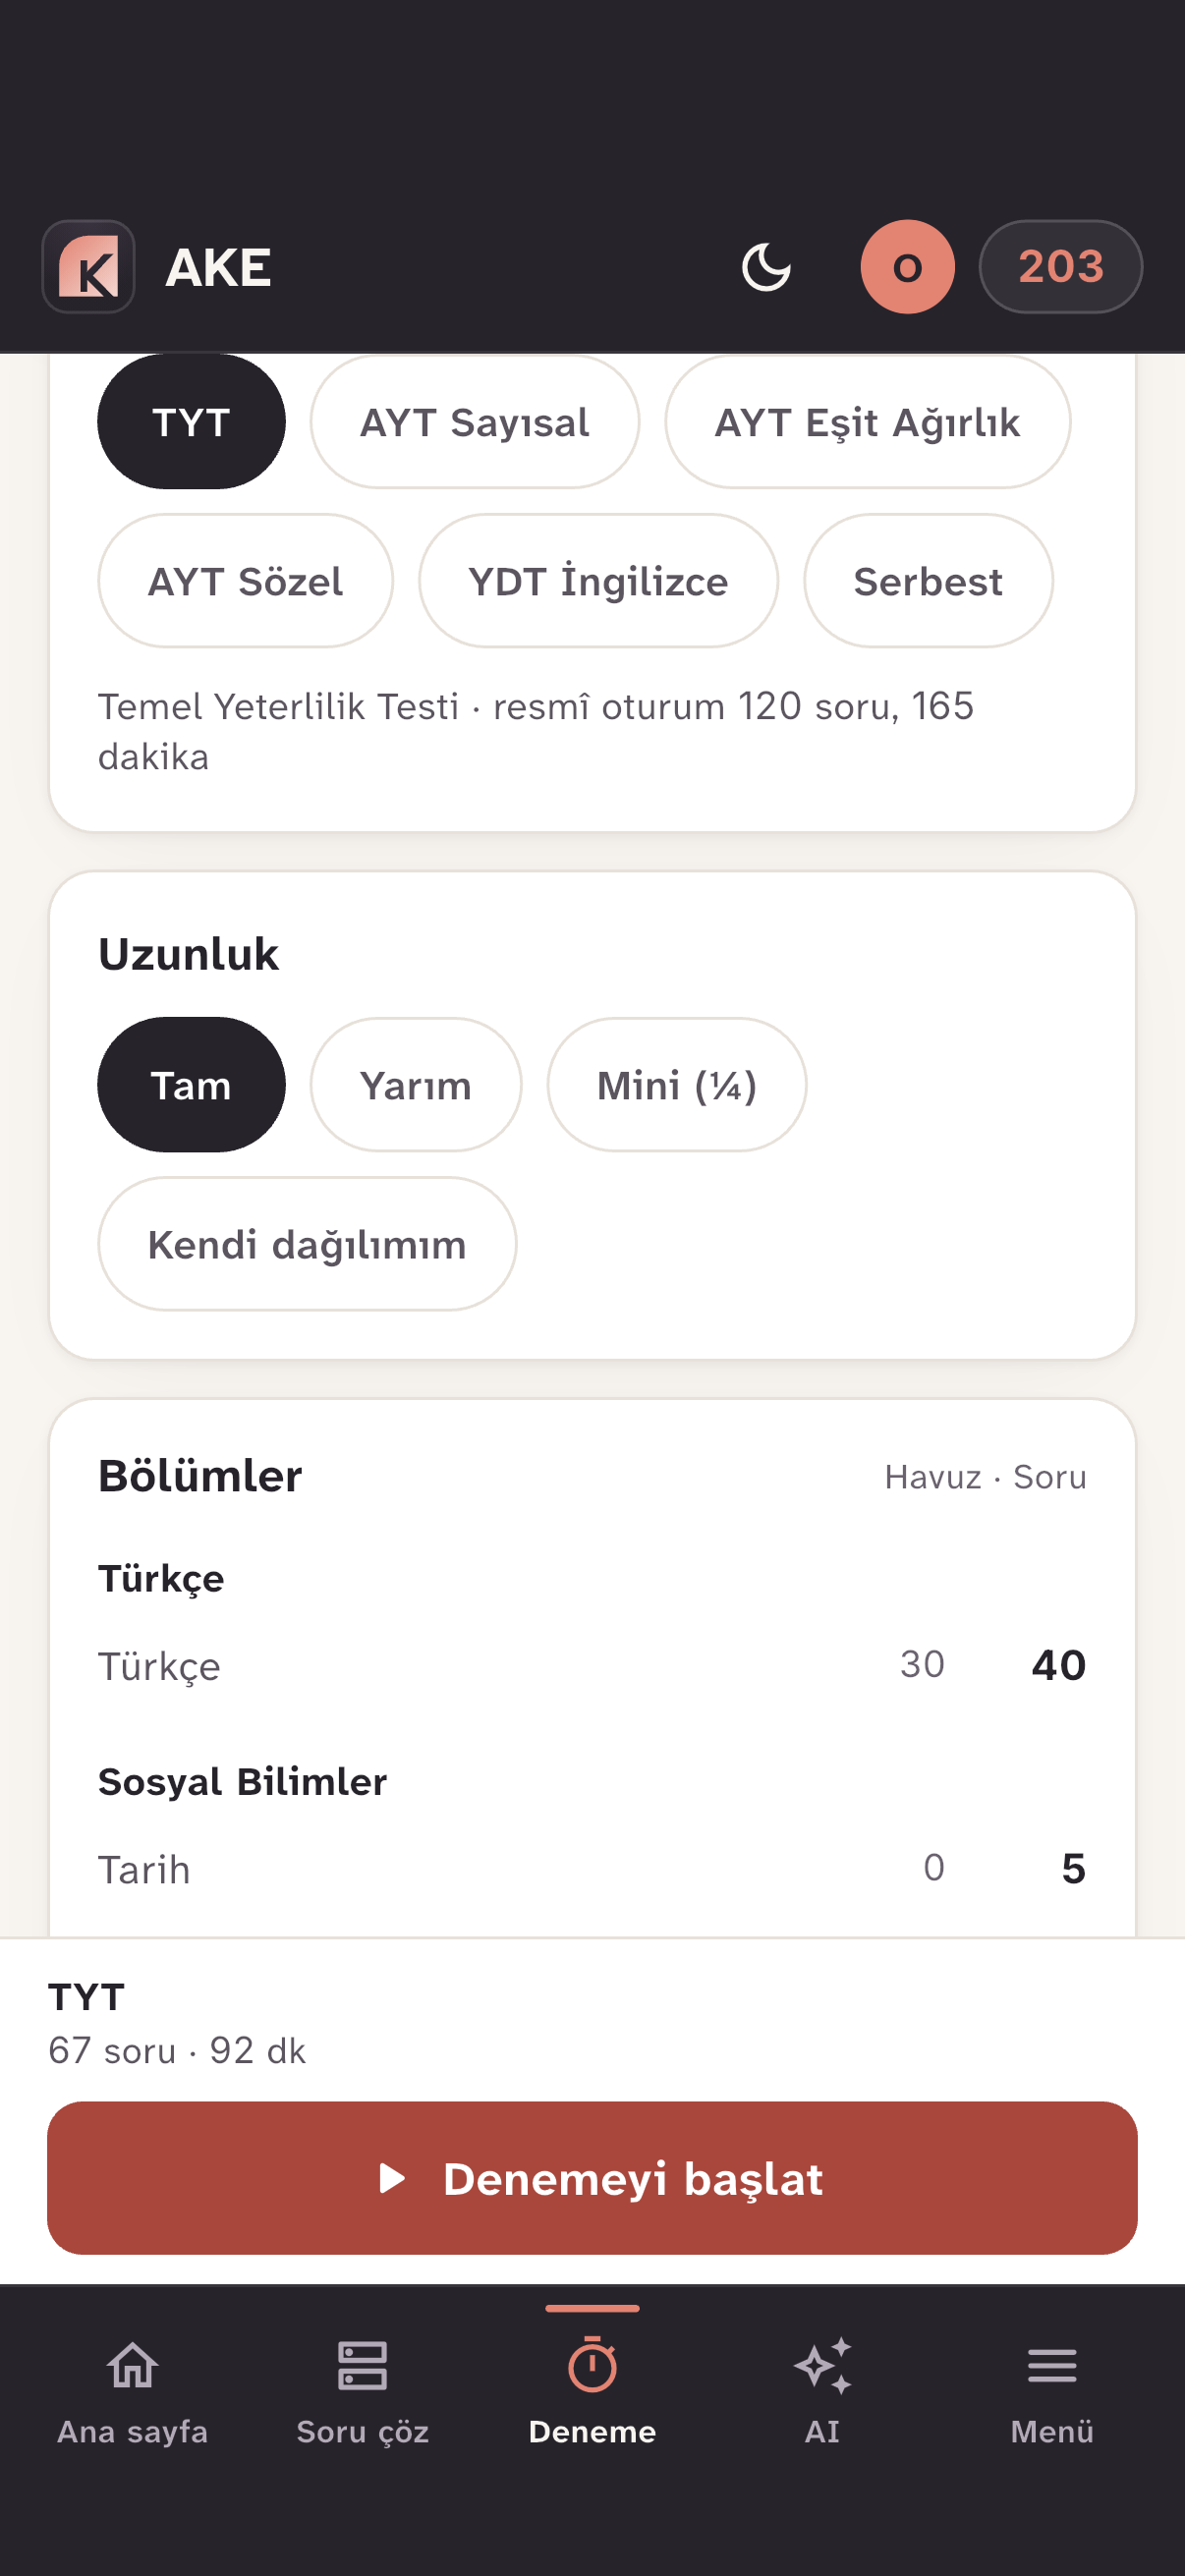 K AKE O 203
TYT AYT Sayısal AYT Eşit Ağırlık
AYT Sözel YDT İngilizce Serbest
Temel Yeterlilik Testi · resmî oturum 120 soru, 165
dakika
Uzunluk
Tam Yarım Mini (¼)
Kendi dağılımım
Bölümler Havuz · Soru
Türkçe
Türkçe 30 40
Sosyal Bilimler
Tarih 0 5
TYT
67 soru · 92 dk
Denemeyi başlat
Ana sayfa Soru çöz Deneme AI Menü